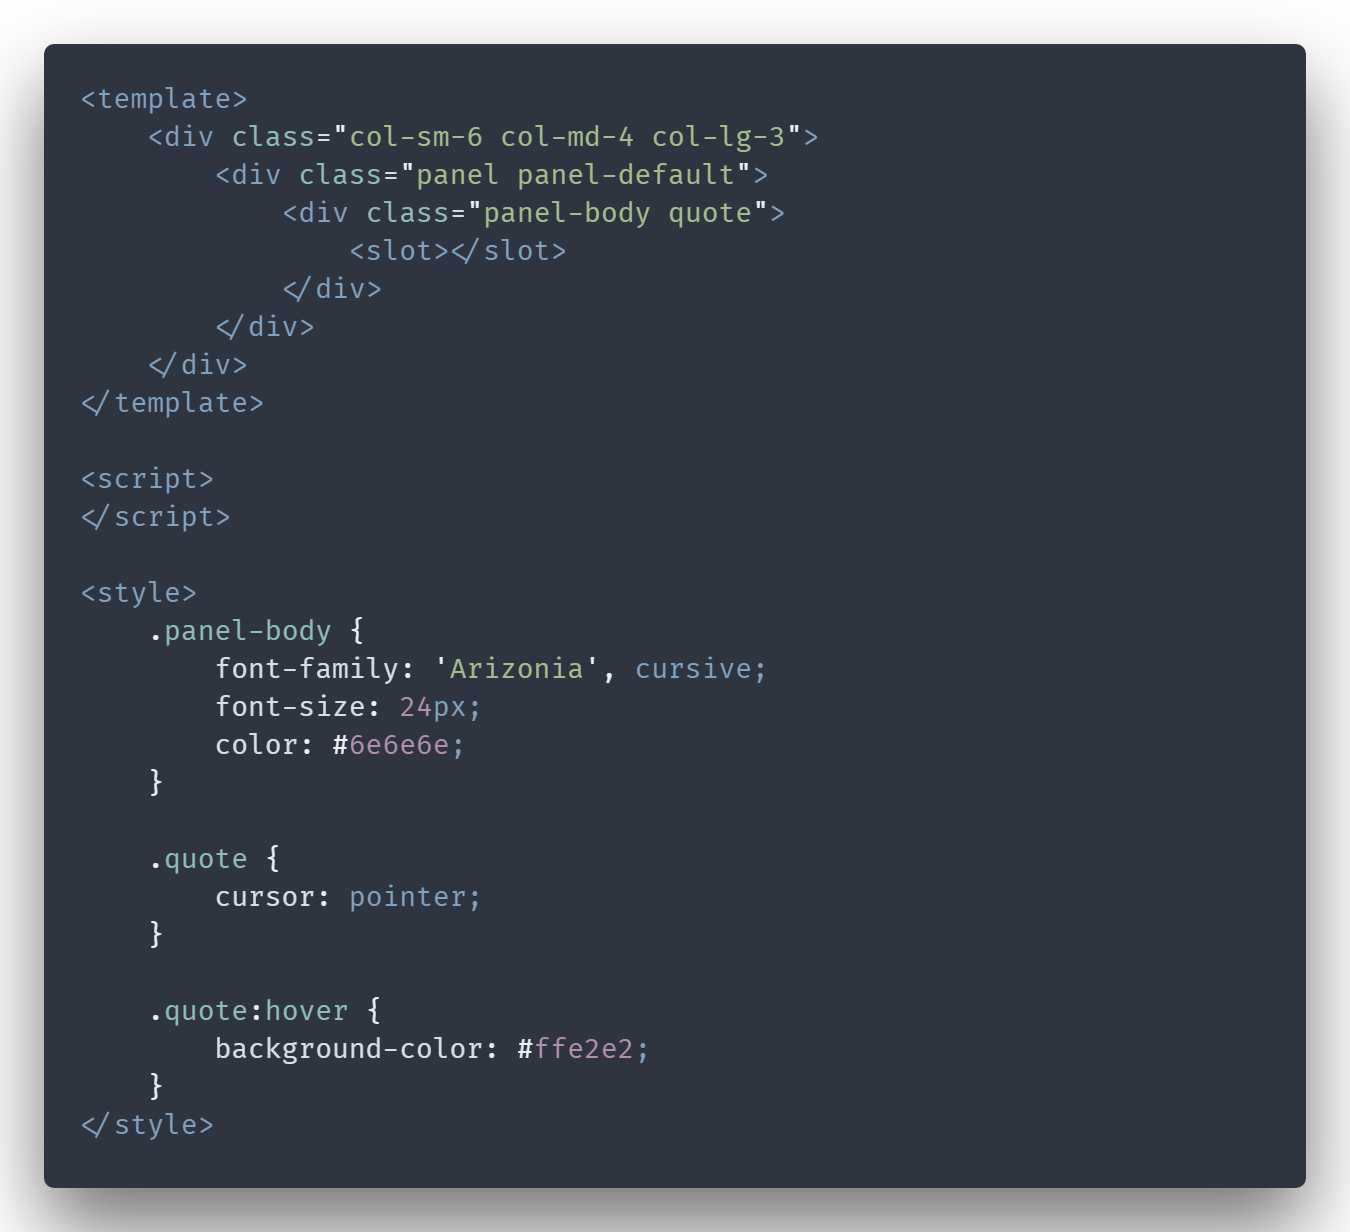 <template>
    <div class="col-sm-6 col-md-4 col-lg-3">
        <div class="panel panel-default">
            <div class="panel-body quote">
                <slot></slot>
            </div>
        </div>
    </div>
</template>

<script>
</script>

<style>
    .panel-body {
        font-family: 'Arizonia', cursive;
        font-size: 24px;
        color: #6e6e6e;
    }

    .quote {
        cursor: pointer;
    }

    .quote:hover {
        background-color: #ffe2e2;
    }
</style>